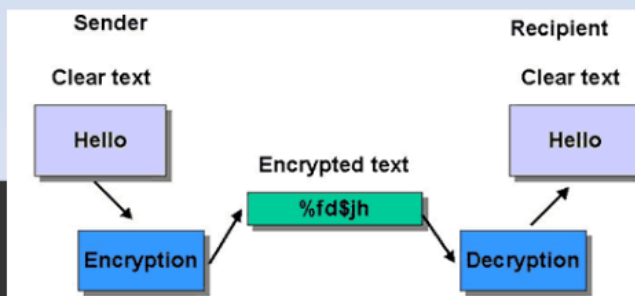 Sender
Recipient
Clear text
Clear text
Hello
Hello
Encrypted text
%fd$jh
Encryption
Decryption